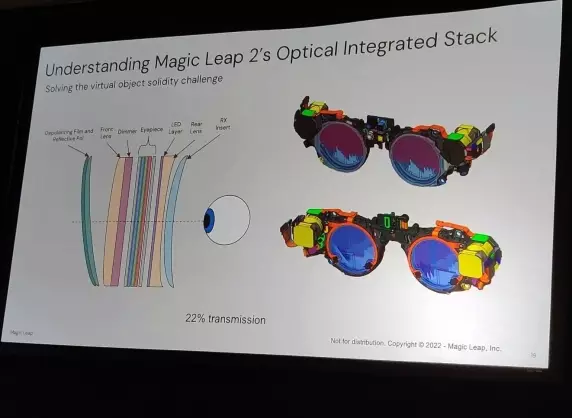 Understanding Magic Leap 2's Optical Integrated Stack
Solving the virtual object solidity challenge
Depolarizing Film and
Reflective Aid
Front
Lens
Dimmer
Eyepiece
LED
Layer
Rear
Lens
RX
Insert
22% transmission
Magic Leap
Not for distribution. Copyright © 2022 - Magic Leap, Inc.